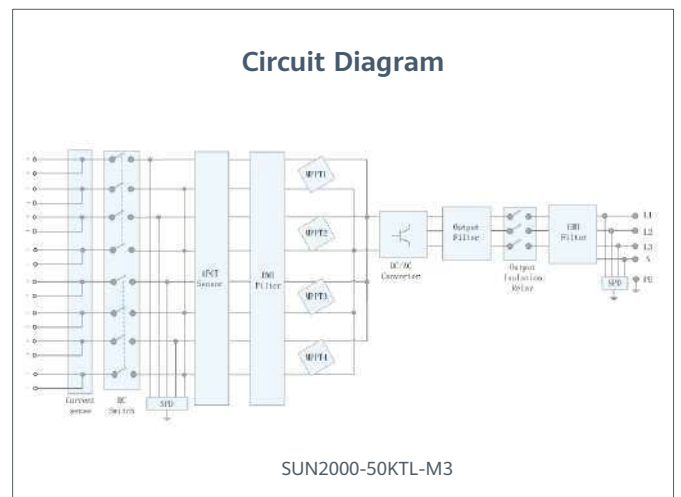 Circuit Diagram
MPPT1
MPPT2
MPPT3
MPPT4
Current
sensor
DC
Switch
SPD
AFCI
Sensor
EMI
Filter
DC/AC
Converter
Output
Filter
Output
Isolation
Relay
EMI
Filter
L1
L2
L3
N
PE
SPD
SUN2000-50KTL-M3